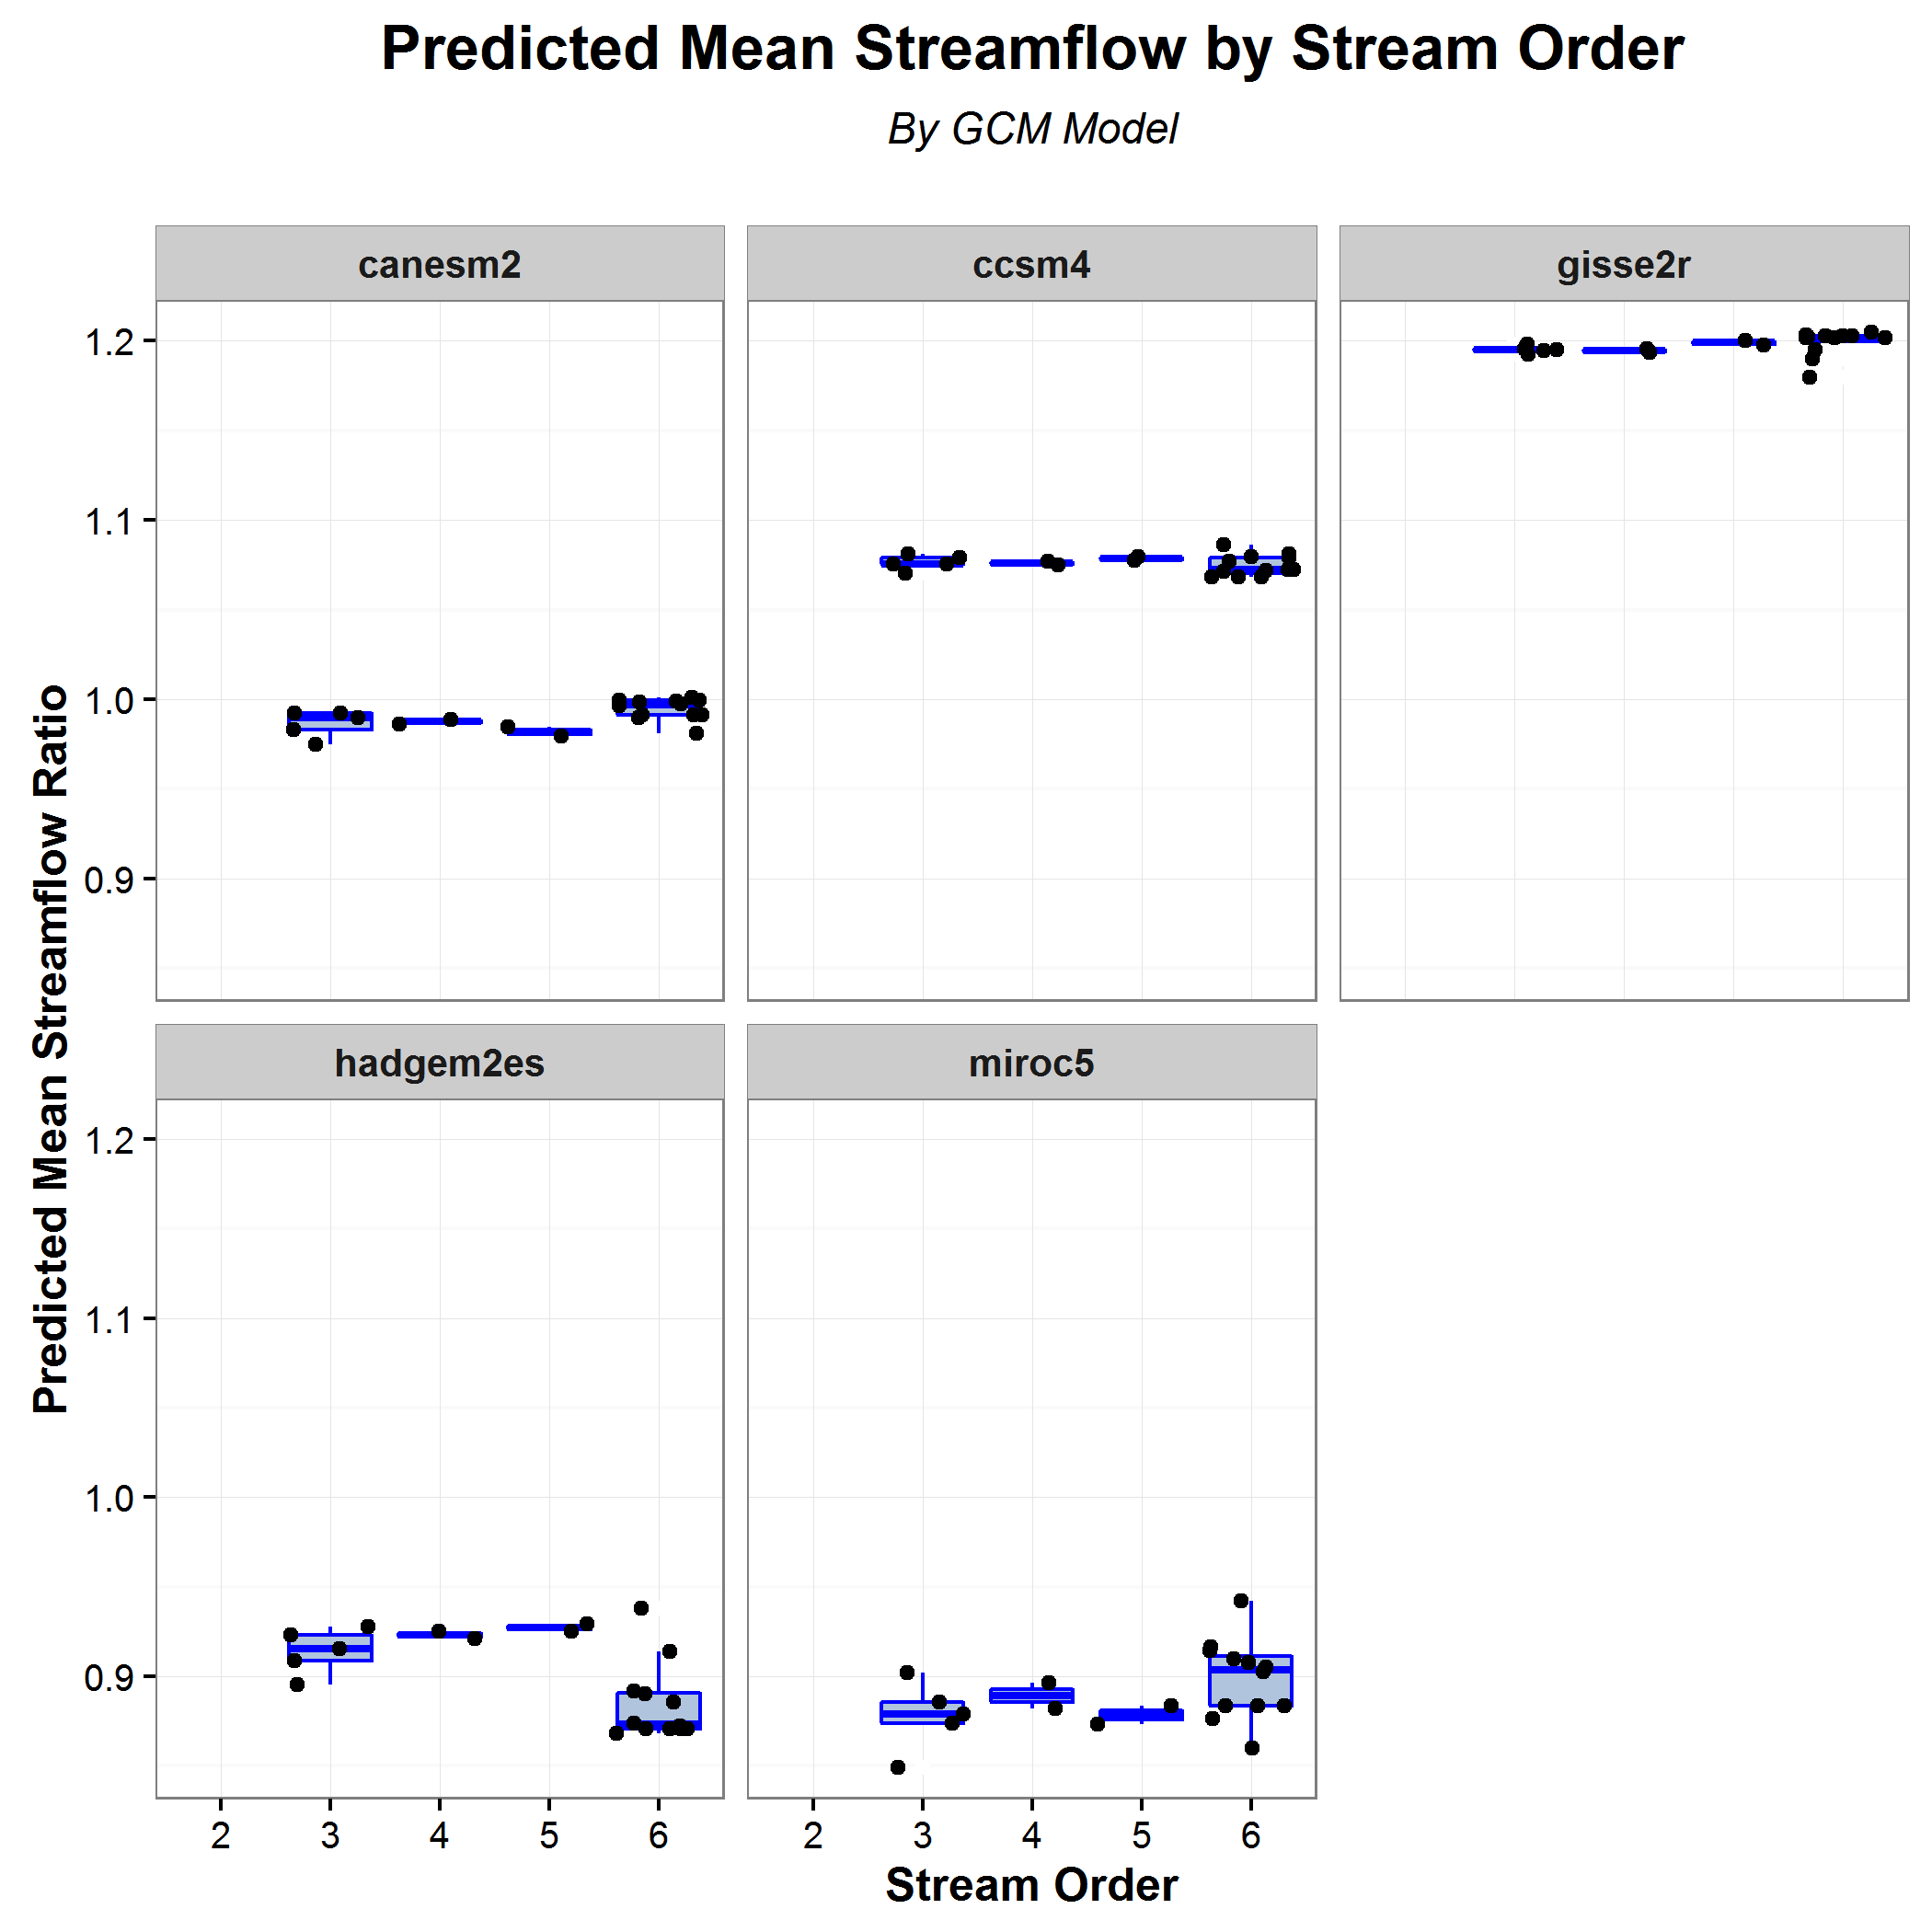 Predicted Mean Streamflow by Stream Order
By GCM Model
canesm2
ccsm4
gisse2r
1.2
1.1
1.0
0.9
Predicted Mean Streamflow Ratio
hadgem2es
miroc5
1.2
1.1
1.0
0.9
2 3 4 5 6
2 3 4 5 6
Stream Order